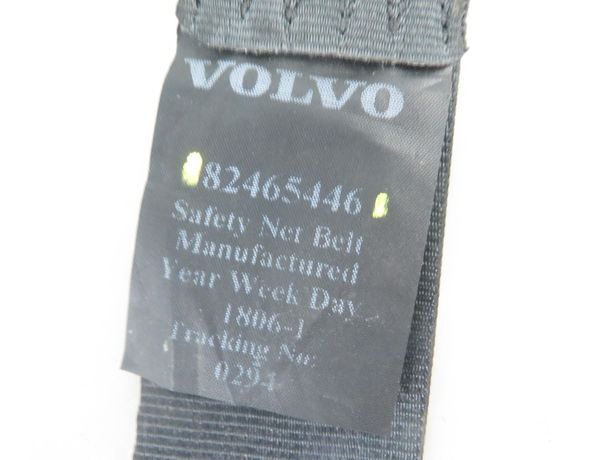 VOLVO
82465446
Safety Net Belt
Manufactured
Year Week Day
1806-1
Tracking No:
0294